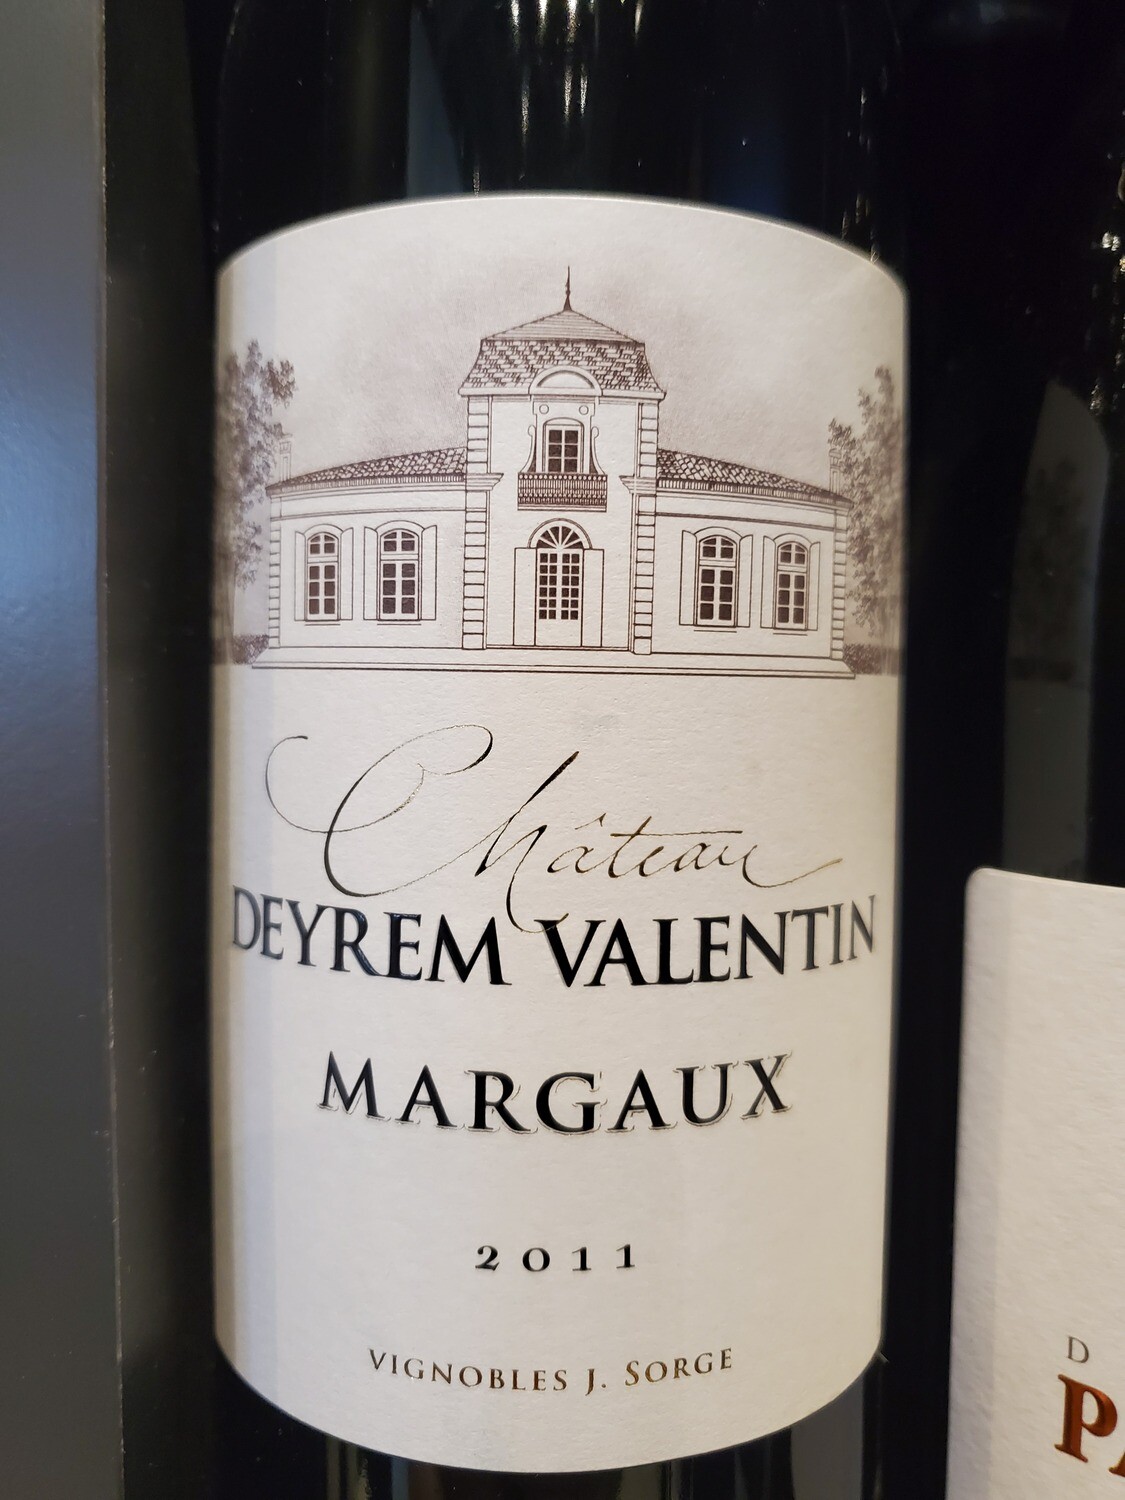 Château
DEYREM VALENTIN
MARGAUX
2011
VIGNOBLES J. SORGE
D